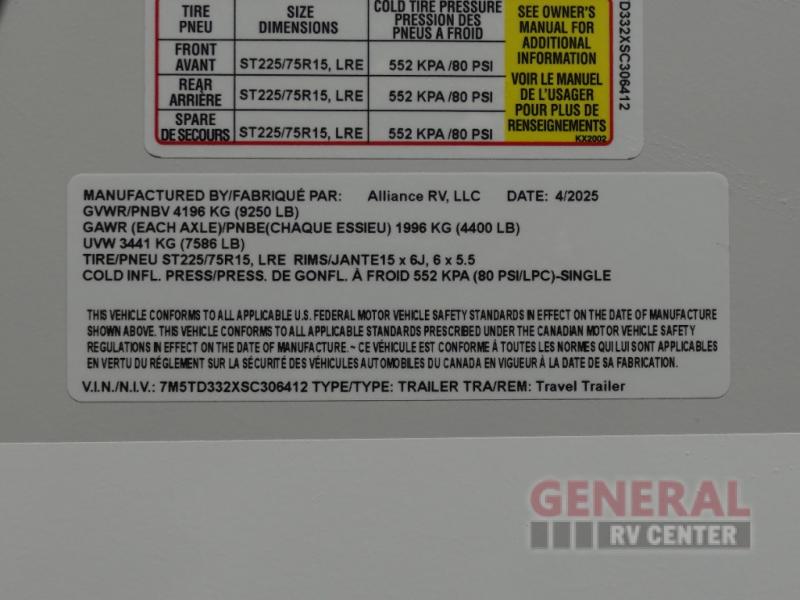 TIRE PNEU SIZE DIMENSIONS COLD TIRE PRESSURE PRESSION DES PNEUS A FROID
SEE OWNER'S
MANUAL FOR
ADDITIONAL
INFORMATION
VOIR LE MANUEL
DE L'USAGER
POUR PLUS DE
RENSEIGNEMENTS
KX2002
FRONT AVANT ST225/75R15, LRE 552 KPA /80 PSI
REAR ARRIÈRE ST225/75R15, LRE 552 KPA /80 PSI
SPARE DE SECOURS ST225/75R15, LRE 552 KPA /80 PSI
D332XSC306412
MANUFACTURED BY/FABRIQUÉ PAR: Alliance RV, LLC DATE: 4/2025
GVWR/PNBV 4196 KG (9250 LB)
GAWR (EACH AXLE)/PNBE(CHAQUE ESSIEU) 1996 KG (4400 LB)
UVW 3441 KG (7586 LB)
TIRE/PNEU ST225/75R15, LRE RIMS/JANTE15 x 6J, 6 x 5.5
COLD INFL. PRESS/PRESS. DE GONFL. À FROID 552 KPA (80 PSI/LPC)-SINGLE
THIS VEHICLE CONFORMS TO ALL APPLICABLE U.S. FEDERAL MOTOR VEHICLE SAFETY STANDARDS IN EFFECT ON THE DATE OF MANUFACTURE
SHOWN ABOVE. THIS VEHICLE CONFORMS TO ALL APPLICABLE STANDARDS PRESCRIBED UNDER THE CANADIAN MOTOR VEHICLE SAFETY
REGULATIONS IN EFFECT ON THE DATE OF MANUFACTURE. ~ CE VÉHICULE EST CONFORME À TOUTES LES NORMES QUI LUI SONT APPLICABLES
EN VERTU DU RÉGLEMENT SUR LA SÉCURITÉ DES VÉHICULES AUTOMOBILES DU CANADA EN VIGUEUR À LA DATE DE SA FABRICATION.
V.I.N./N.I.V.: 7M5TD332XSC306412 TYPE/TYPE: TRAILER TRA/REM: Travel Trailer
GENERAL
RV CENTER